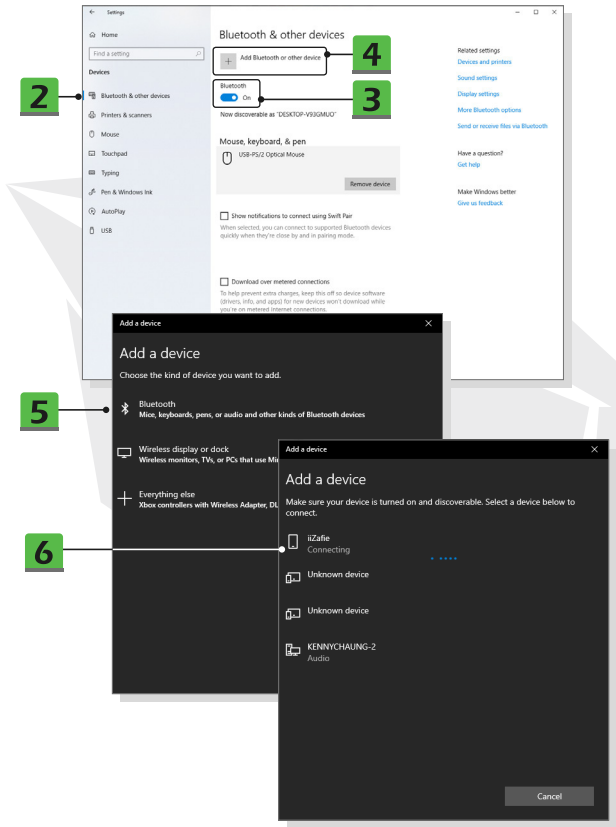 Settings
Home
Find a setting
Devices
Bluetooth & other devices
Printers & scanners
Mouse
Touchpad
Typing
Pen & Windows Ink
AutoPlay
USB
2
Bluetooth & other devices
Add Bluetooth or other device
4
Bluetooth
On
3
Now discoverable as "DESKTOP-V93GMUO"
Mouse, keyboard, & pen
USB-PS/2 Optical Mouse
Remove device
Show notifications to connect using Swift Pair
When selected, you can connect to supported Bluetooth devices
quickly when they're close by and in pairing mode.
Download over metered connections
To help prevent extra charges, keep this off so device software
(drivers, info, and apps) for new devices won't download while
you're on metered Internet connections.
Related settings
Devices and printers
Sound settings
Display settings
More Bluetooth options
Send or receive files via Bluetooth
Have a question?
Get help
Make Windows better
Give us feedback
Add a device
Add a device
Choose the kind of device you want to add.
5
Bluetooth
Mice, keyboards, pens, or audio and other kinds of Bluetooth devices
Wireless display or dock
Wireless monitors, TVs, or PCs that use
Everything else
Xbox controllers with Wireless Adapter,
6
Add a device
Add a device
Make sure your device is turned on and discoverable. Select a device below to
connect.
iiZafie
Connecting
Unknown device
Unknown device
KENNYCHAUNG-2
Audio
Cancel